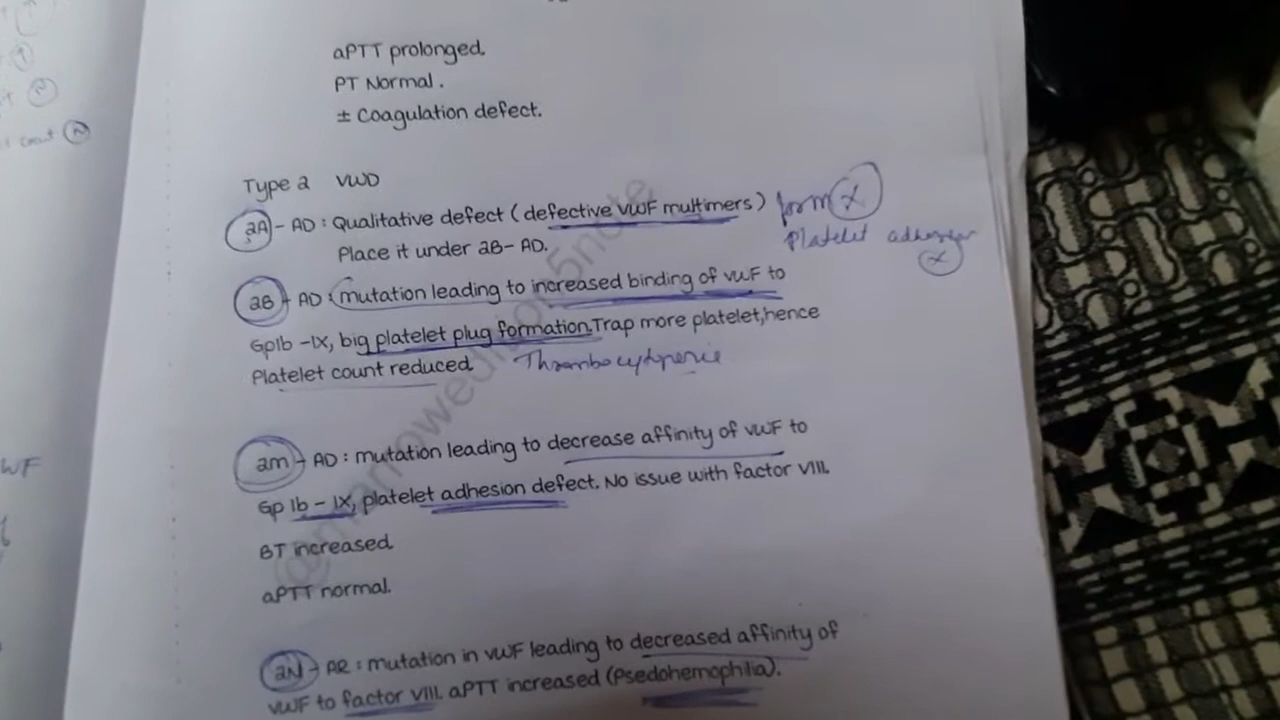 aPTT prolonged.
PT Normal.
± Coagulation defect.
Type 2 VWD
2A - AD: Qualitative defect (defective VWF multimers) form X
Place it under 2B-AD.
Platelet adhesion X
2B - AD: mutation leading to increased binding of VWF to
Gp1b-IX, big platelet plug formation. Trap more platelet, hence
Platelet count reduced. Thrombocytopenia
2M - AD: mutation leading to decrease affinity of VWF to
Gp 1b-IX, platelet adhesion defect. No issue with factor VIII.
BT increased.
aPTT normal.
2N - AR: mutation in VWF leading to decreased affinity of
VWF to factor VIII. aPTT increased (Psedohemophilia).
WF